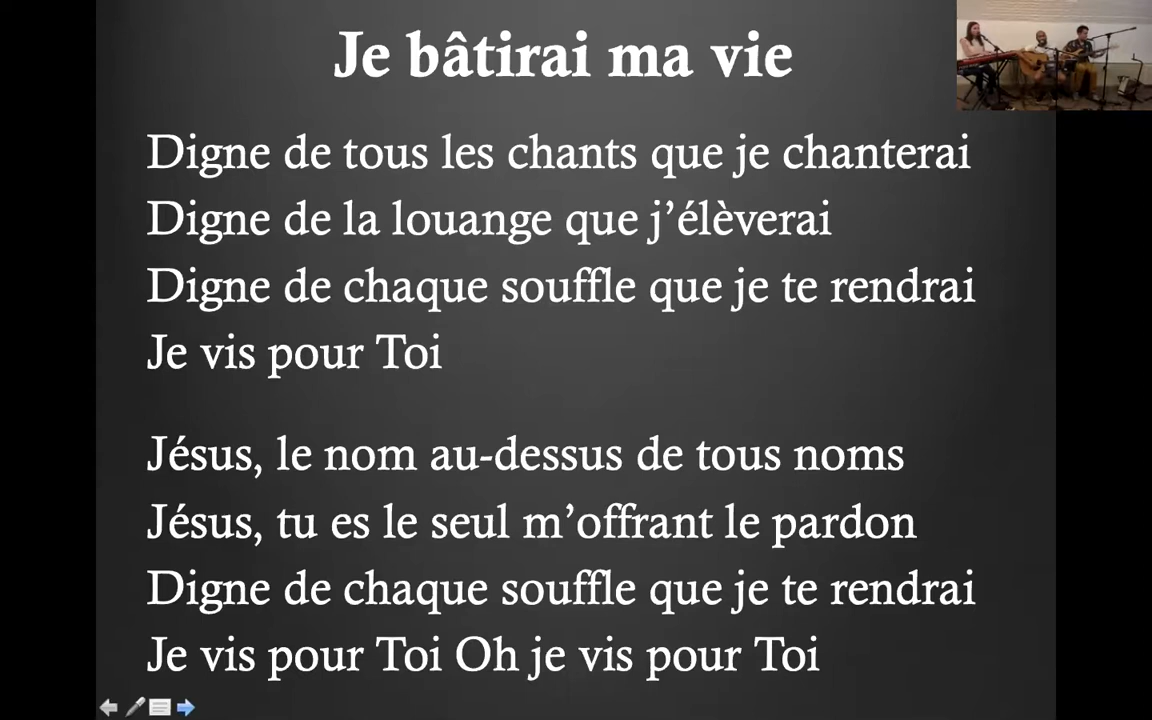 Je bâtirai ma vie
Digne de tous les chants que je chanterai
Digne de la louange que j’élèverai
Digne de chaque souffle que je te rendrai
Je vis pour Toi
Jésus, le nom au-dessus de tous noms
Jésus, tu es le seul m’offrant le pardon
Digne de chaque souffle que je te rendrai
Je vis pour Toi Oh je vis pour Toi